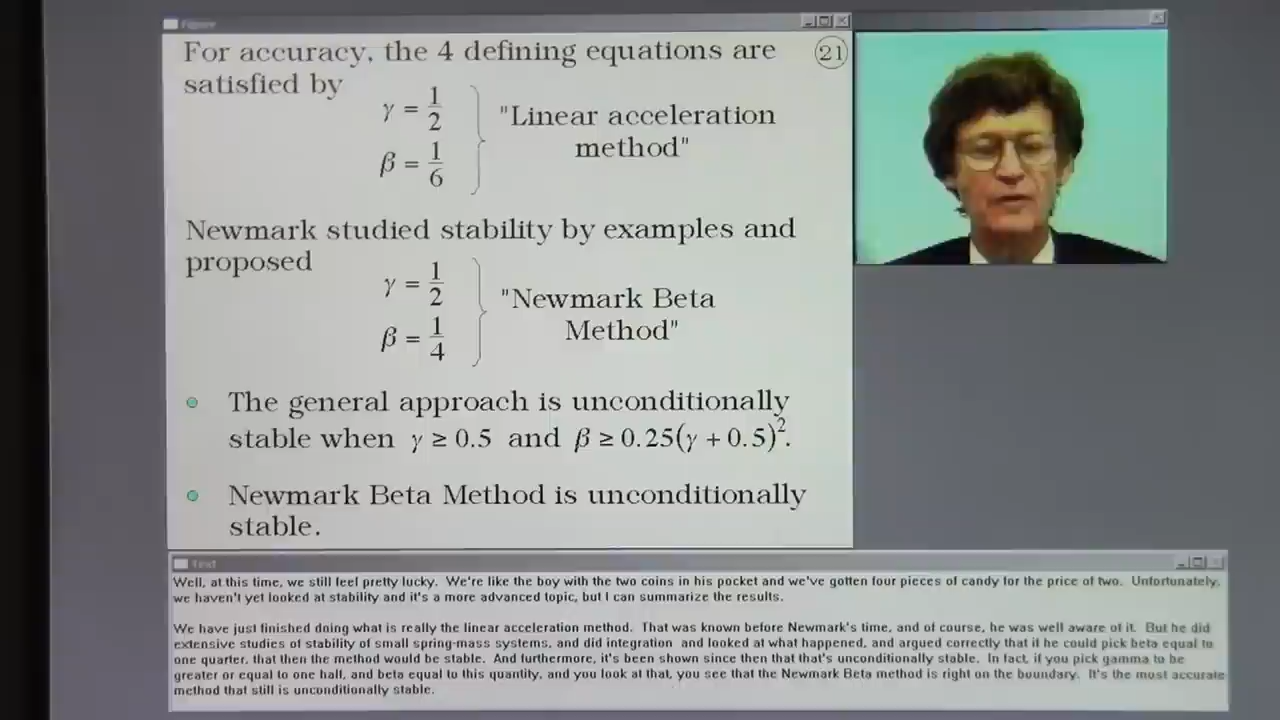 Figure
For accuracy, the 4 defining equations are
satisfied by
21
γ = 1/2
β = 1/6
"Linear acceleration
method"
Newmark studied stability by examples and
proposed
γ = 1/2
β = 1/4
"Newmark Beta
Method"
The general approach is unconditionally
stable when γ ≥ 0.5 and β ≥ 0.25(γ + 0.5)².
Newmark Beta Method is unconditionally
stable.
Text
Well, at this time, we still feel pretty lucky. We're like the boy with the two coins in his pocket and we've gotten four pieces of candy for the price of two. Unfortunately,
we haven't yet looked at stability and it's a more advanced topic, but I can summarize the results.
We have just finished doing what is really the linear acceleration method. That was known before Newmark's time, and of course, he was well aware of it. But he did
extensive studies of stability of small spring-mass systems, and did integration and looked at what happened, and argued correctly that if he could pick beta equal to
one quarter, that then the method would be stable. And furthermore, it's been shown since then that that's unconditionally stable. In fact, if you pick gamma to be
greater or equal to one half, and beta equal to this quantity, and you look at that, you see that the Newmark Beta method is right on the boundary. It's the most accurate
method that still is unconditionally stable.